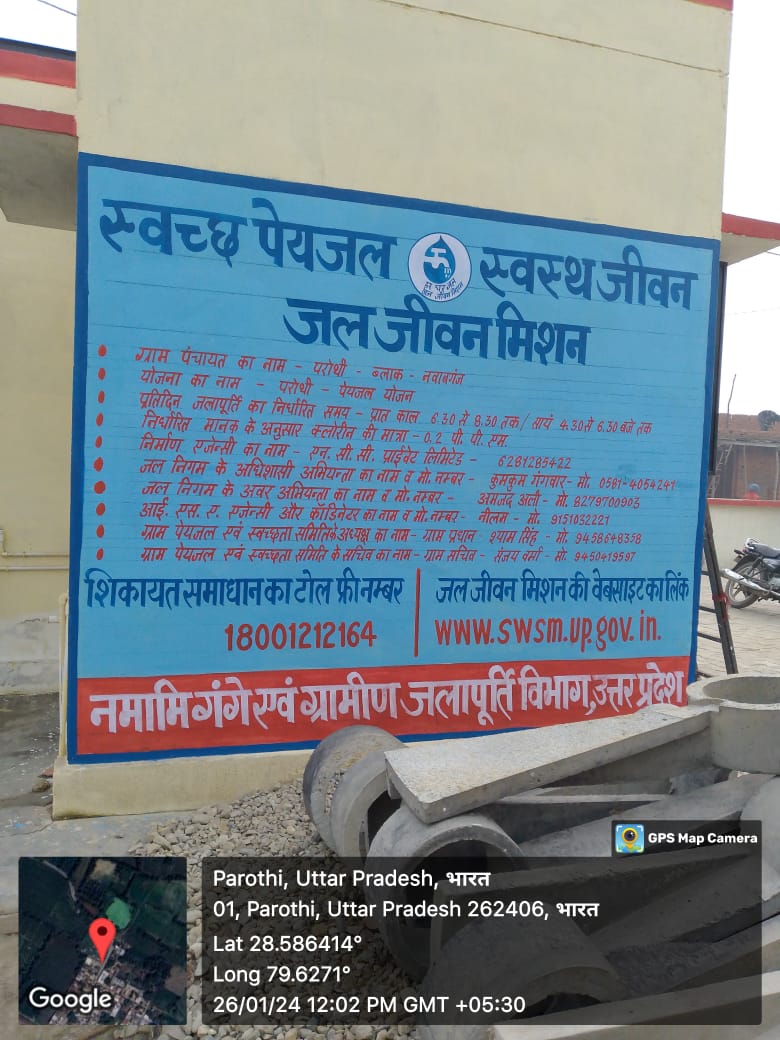 स्वच्छ पेयजल स्वस्थ जीवन
हर घर जल
जल जीवन मिशन
जल जीवन मिशन
ग्राम पंचायत का नाम - परोथी - ब्लाक - नवाबगंज
योजना का नाम - परोथी - पेयजल योजन
प्रतिदिन जलापूर्ति का निर्धारित समय - प्रात काल 6.30 से 8.30 तक / सायं 4.30 से 6.30 बजे तक
निर्धारित मानक के अनुसार क्लोरीन की मात्रा - 0.2 पी. पी. एम.
निर्माण एजेन्सी का नाम - एन. सी. सी. प्राईवेट लिमिटेड - 6281285422
जल निगम के अधिशासी अभियन्ता का नाम व मो. नम्बर - कुमकुम गंगवार - मो. 0581-4054241
जल निगम के अवर अभियन्ता का नाम व मो. नम्बर - अमजद अली - मो. 8279700903
आई. एस. ए. एजेन्सी और कॉडिनेटर का नाम व मो. नम्बर - नीलम - मो. 9151032221
ग्राम पेयजल एवं स्वच्छता समिति के अध्यक्ष का नाम - ग्राम प्रधान - श्याम सिंह - मो. 9458648358
ग्राम पेयजल एवं स्वच्छता समिति के सचिव का नाम - ग्राम सचिव - संजय वर्मा - मो. 9450419597
शिकायत समाधान का टोल फ्री नम्बर
18001212164
जल जीवन मिशन की वेबसाइट का लिंक
www.swsm.up.gov.in.
नमामि गंगे एवं ग्रामीण जलापूर्ति विभाग, उत्तर प्रदेश
GPS Map Camera
Google
Parothi, Uttar Pradesh, भारत
01, Parothi, Uttar Pradesh 262406, भारत
Lat 28.586414°
Long 79.6271°
26/01/24 12:02 PM GMT +05:30